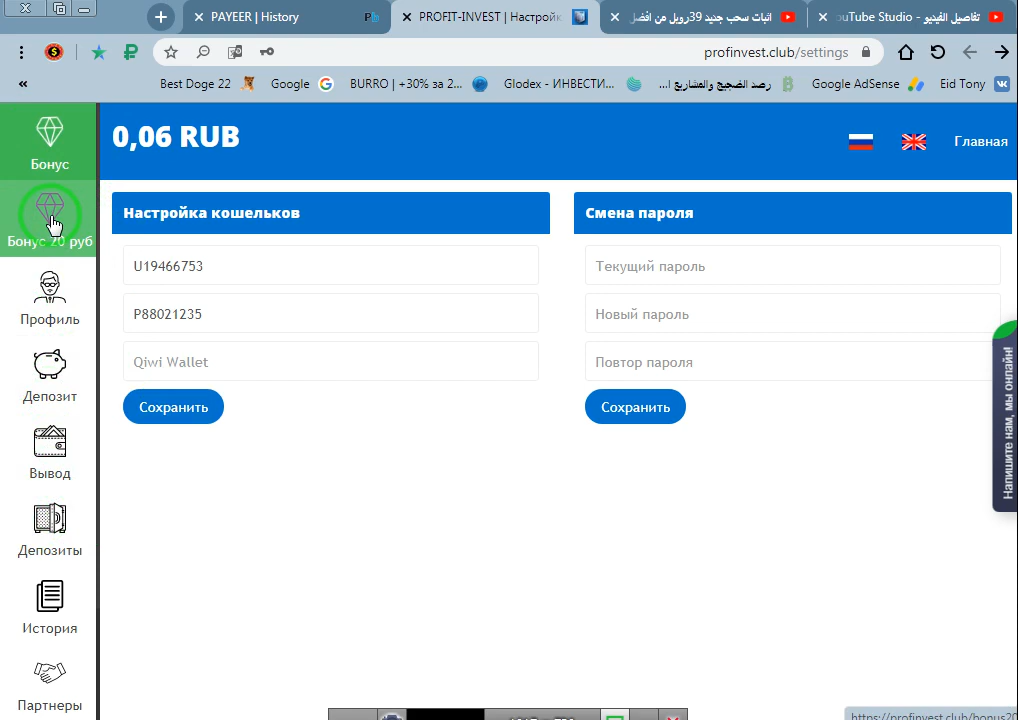 PAYEER | History
PROFIT-INVEST | Настройк
اثبات سحب جديد 39روبل من افضل
تفاصيل الفيديو - YouTube Studio
profinvest.club/settings
«
Best Doge 22
Google
BURRO | +30% за 2...
Glodex - ИНВЕСТИ...
رصد الضجيج والمشاريع ا...
Google AdSense
Eid Tony
0,06 RUB
Главная
Бонус
Бонус 20 руб
Профиль
Депозит
Вывод
Депозиты
История
Партнеры
Настройка кошельков
U19466753
P88021235
Qiwi Wallet
Сохранить
Смена пароля
Текущий пароль
Новый пароль
Повтор пароля
Сохранить
Напишите нам, мы онлайн!
https://profinvest.club/bonus20